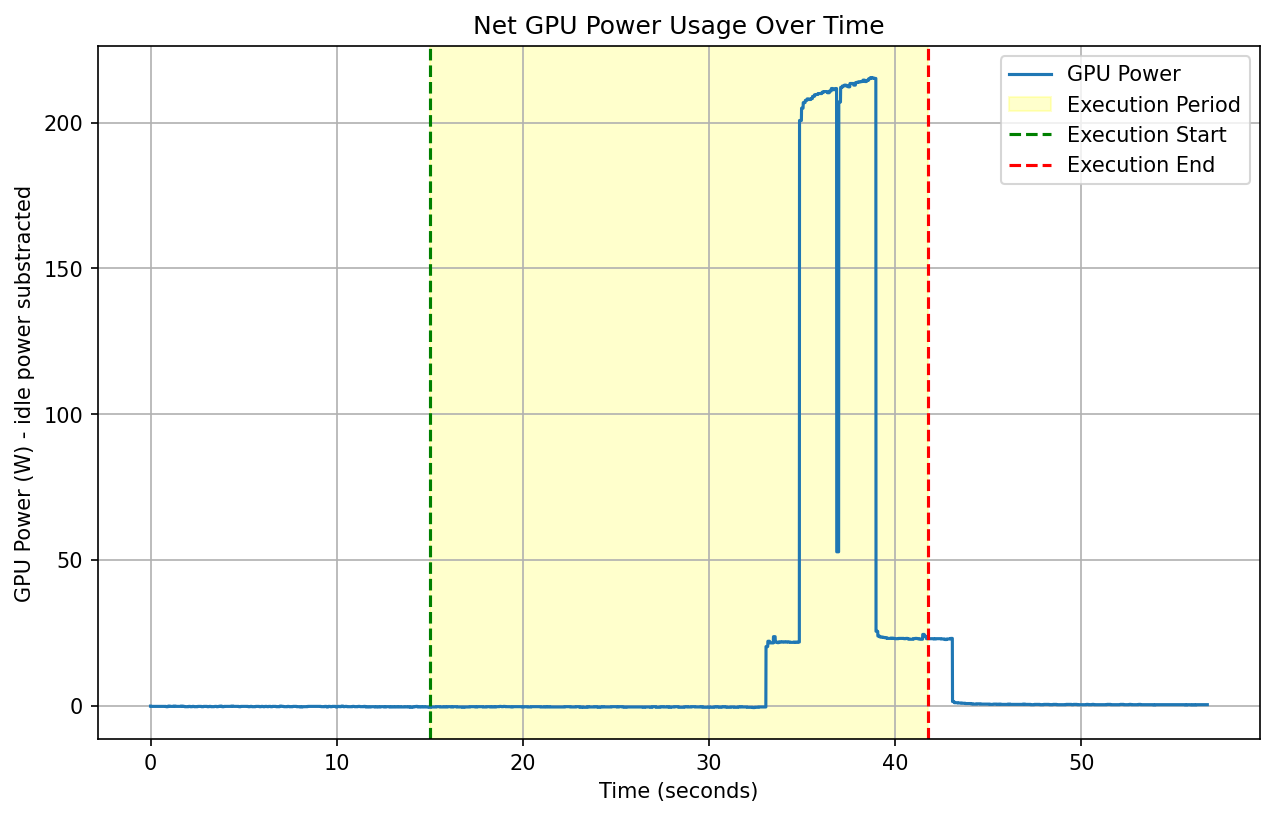 Net GPU Power Usage Over Time
GPU Power
Execution Period
Execution Start
Execution End
GPU Power (W) - idle power substracted
200
150
100
50
0
0 10 20 30 40 50
Time (seconds)